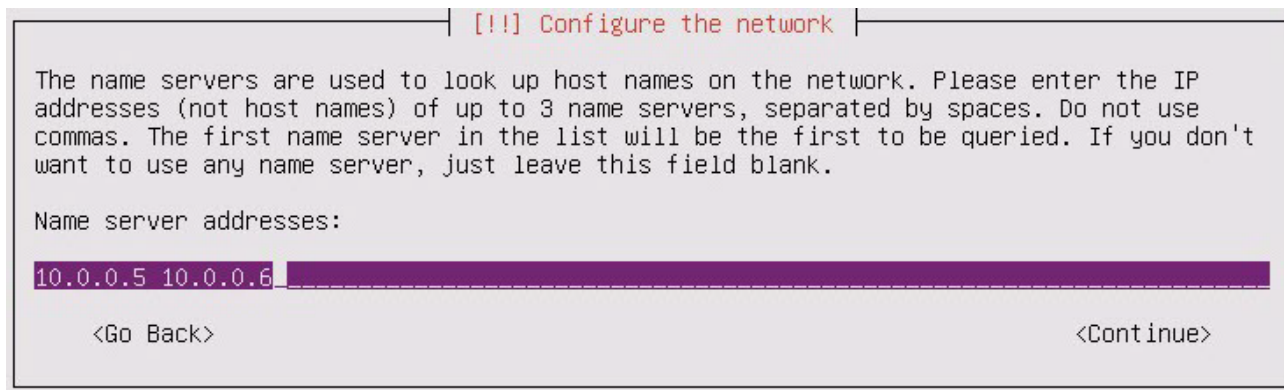 [!!] Configure the network
The name servers are used to look up host names on the network. Please enter the IP
addresses (not host names) of up to 3 name servers, separated by spaces. Do not use
commas. The first name server in the list will be the first to be queried. If you don't
want to use any name server, just leave this field blank.
Name server addresses:
10.0.0.5 10.0.0.6
<Go Back> <Continue>